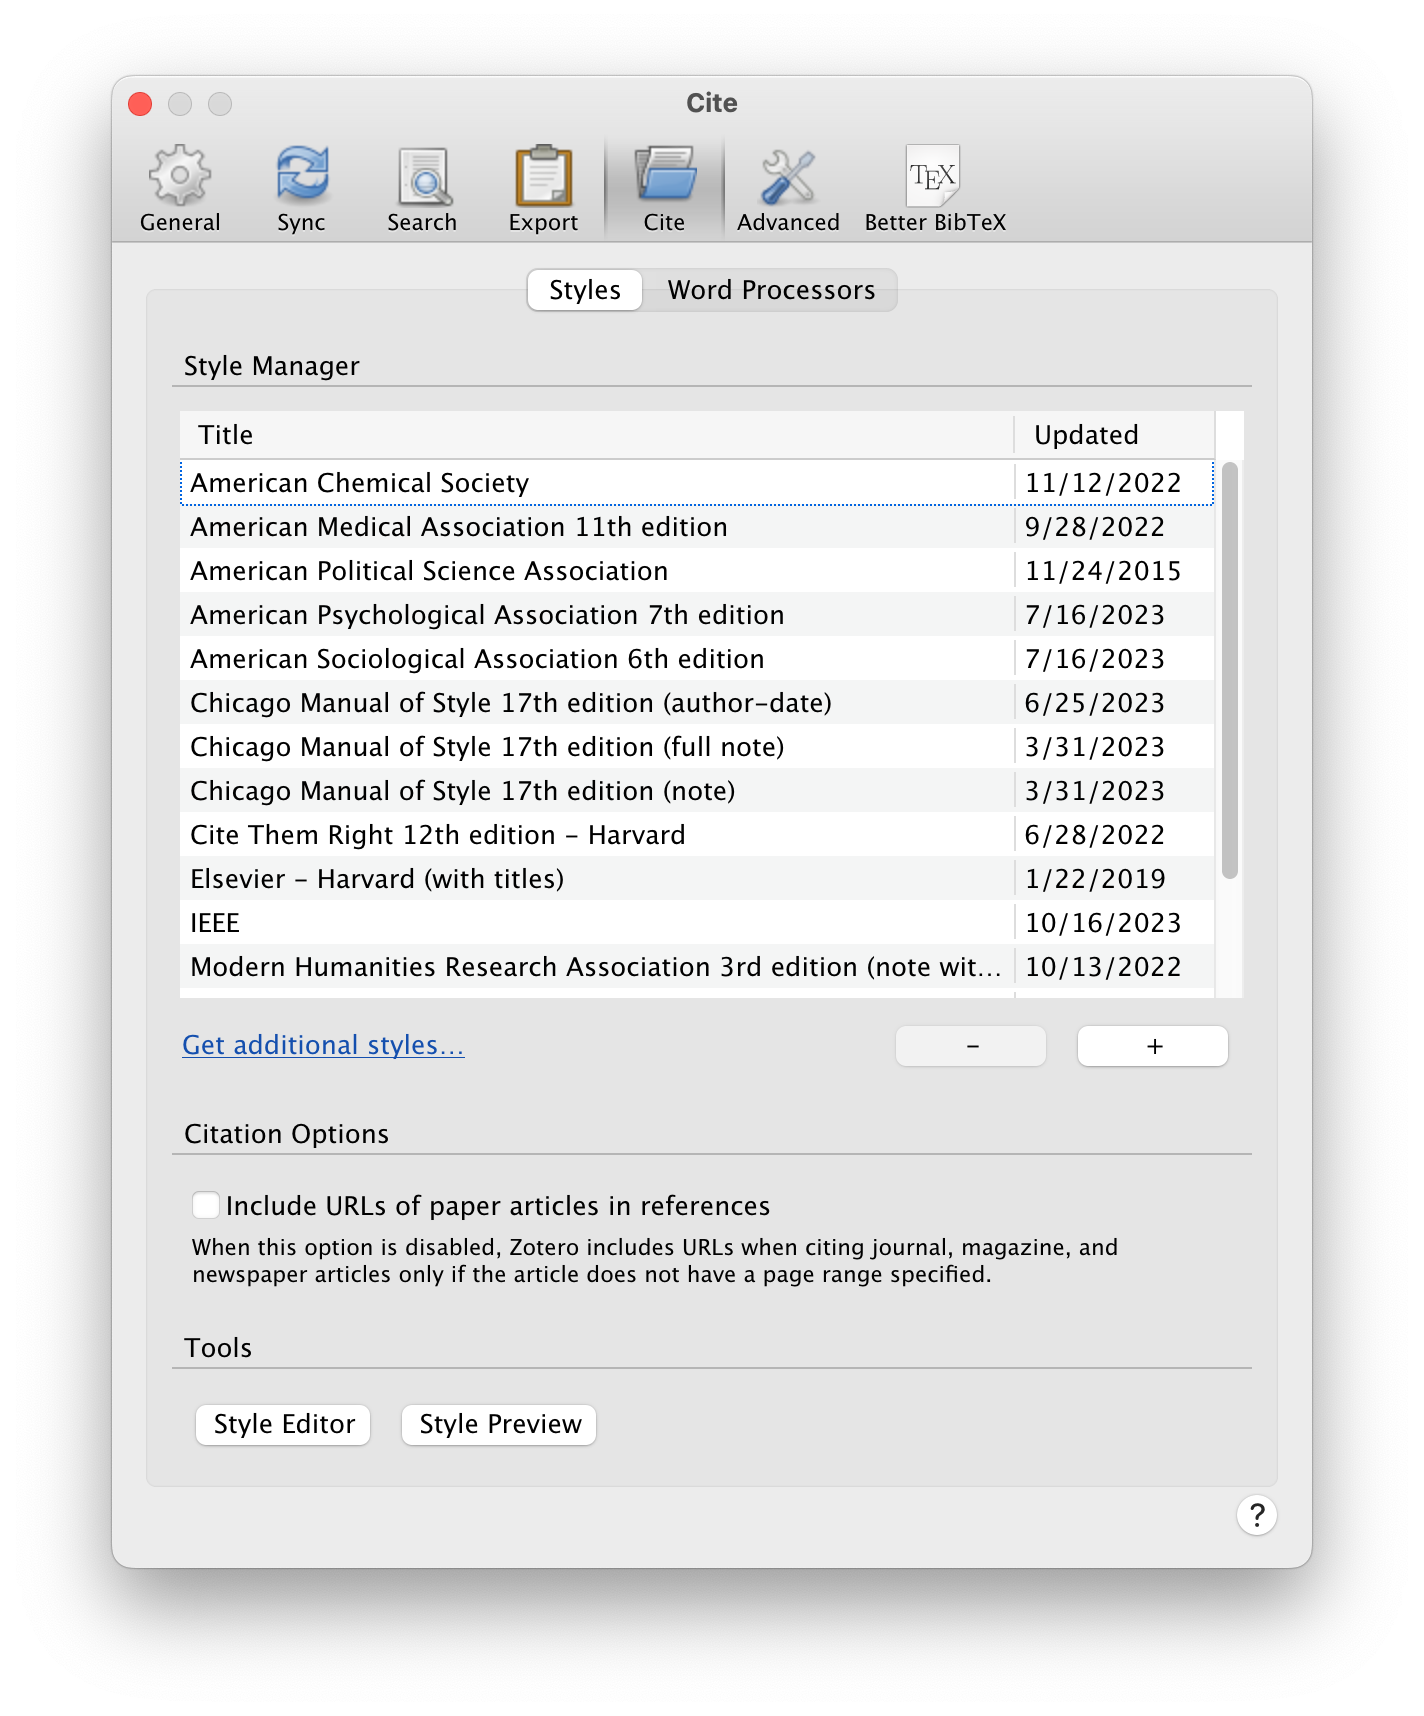 Cite
General Sync Search Export Cite Advanced TEX Better BibTeX
Styles Word Processors
Style Manager
Title Updated
American Chemical Society 11/12/2022
American Medical Association 11th edition 9/28/2022
American Political Science Association 11/24/2015
American Psychological Association 7th edition 7/16/2023
American Sociological Association 6th edition 7/16/2023
Chicago Manual of Style 17th edition (author-date) 6/25/2023
Chicago Manual of Style 17th edition (full note) 3/31/2023
Chicago Manual of Style 17th edition (note) 3/31/2023
Cite Them Right 12th edition - Harvard 6/28/2022
Elsevier - Harvard (with titles) 1/22/2019
IEEE 10/16/2023
Modern Humanities Research Association 3rd edition (note wit... 10/13/2022
Get additional styles... - +
Citation Options
Include URLs of paper articles in references
When this option is disabled, Zotero includes URLs when citing journal, magazine, and
newspaper articles only if the article does not have a page range specified.
Tools
Style Editor Style Preview
?